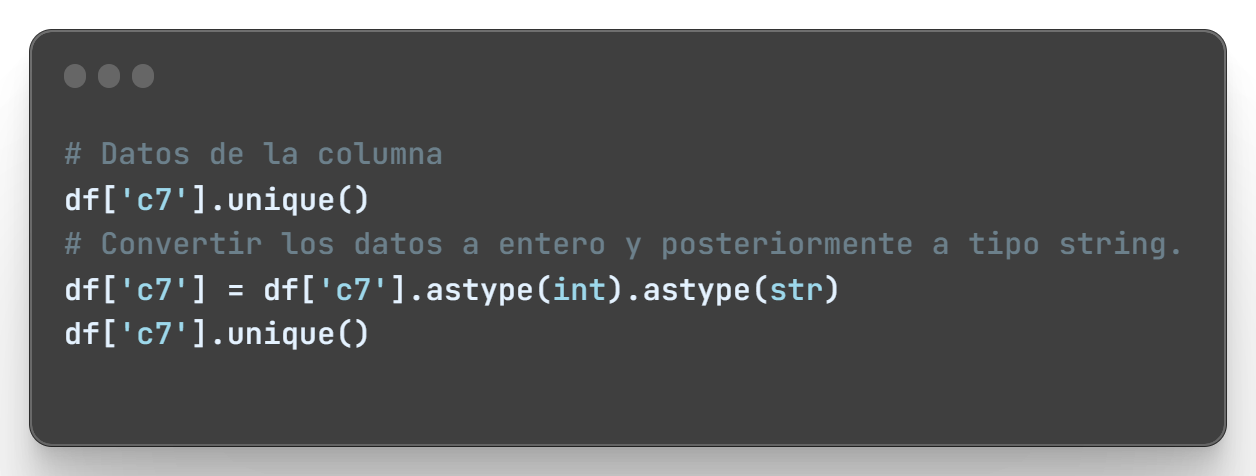 # Datos de la columna
df['c7'].unique()
# Convertir los datos a entero y posteriormente a tipo string.
df['c7'] = df['c7'].astype(int).astype(str)
df['c7'].unique()